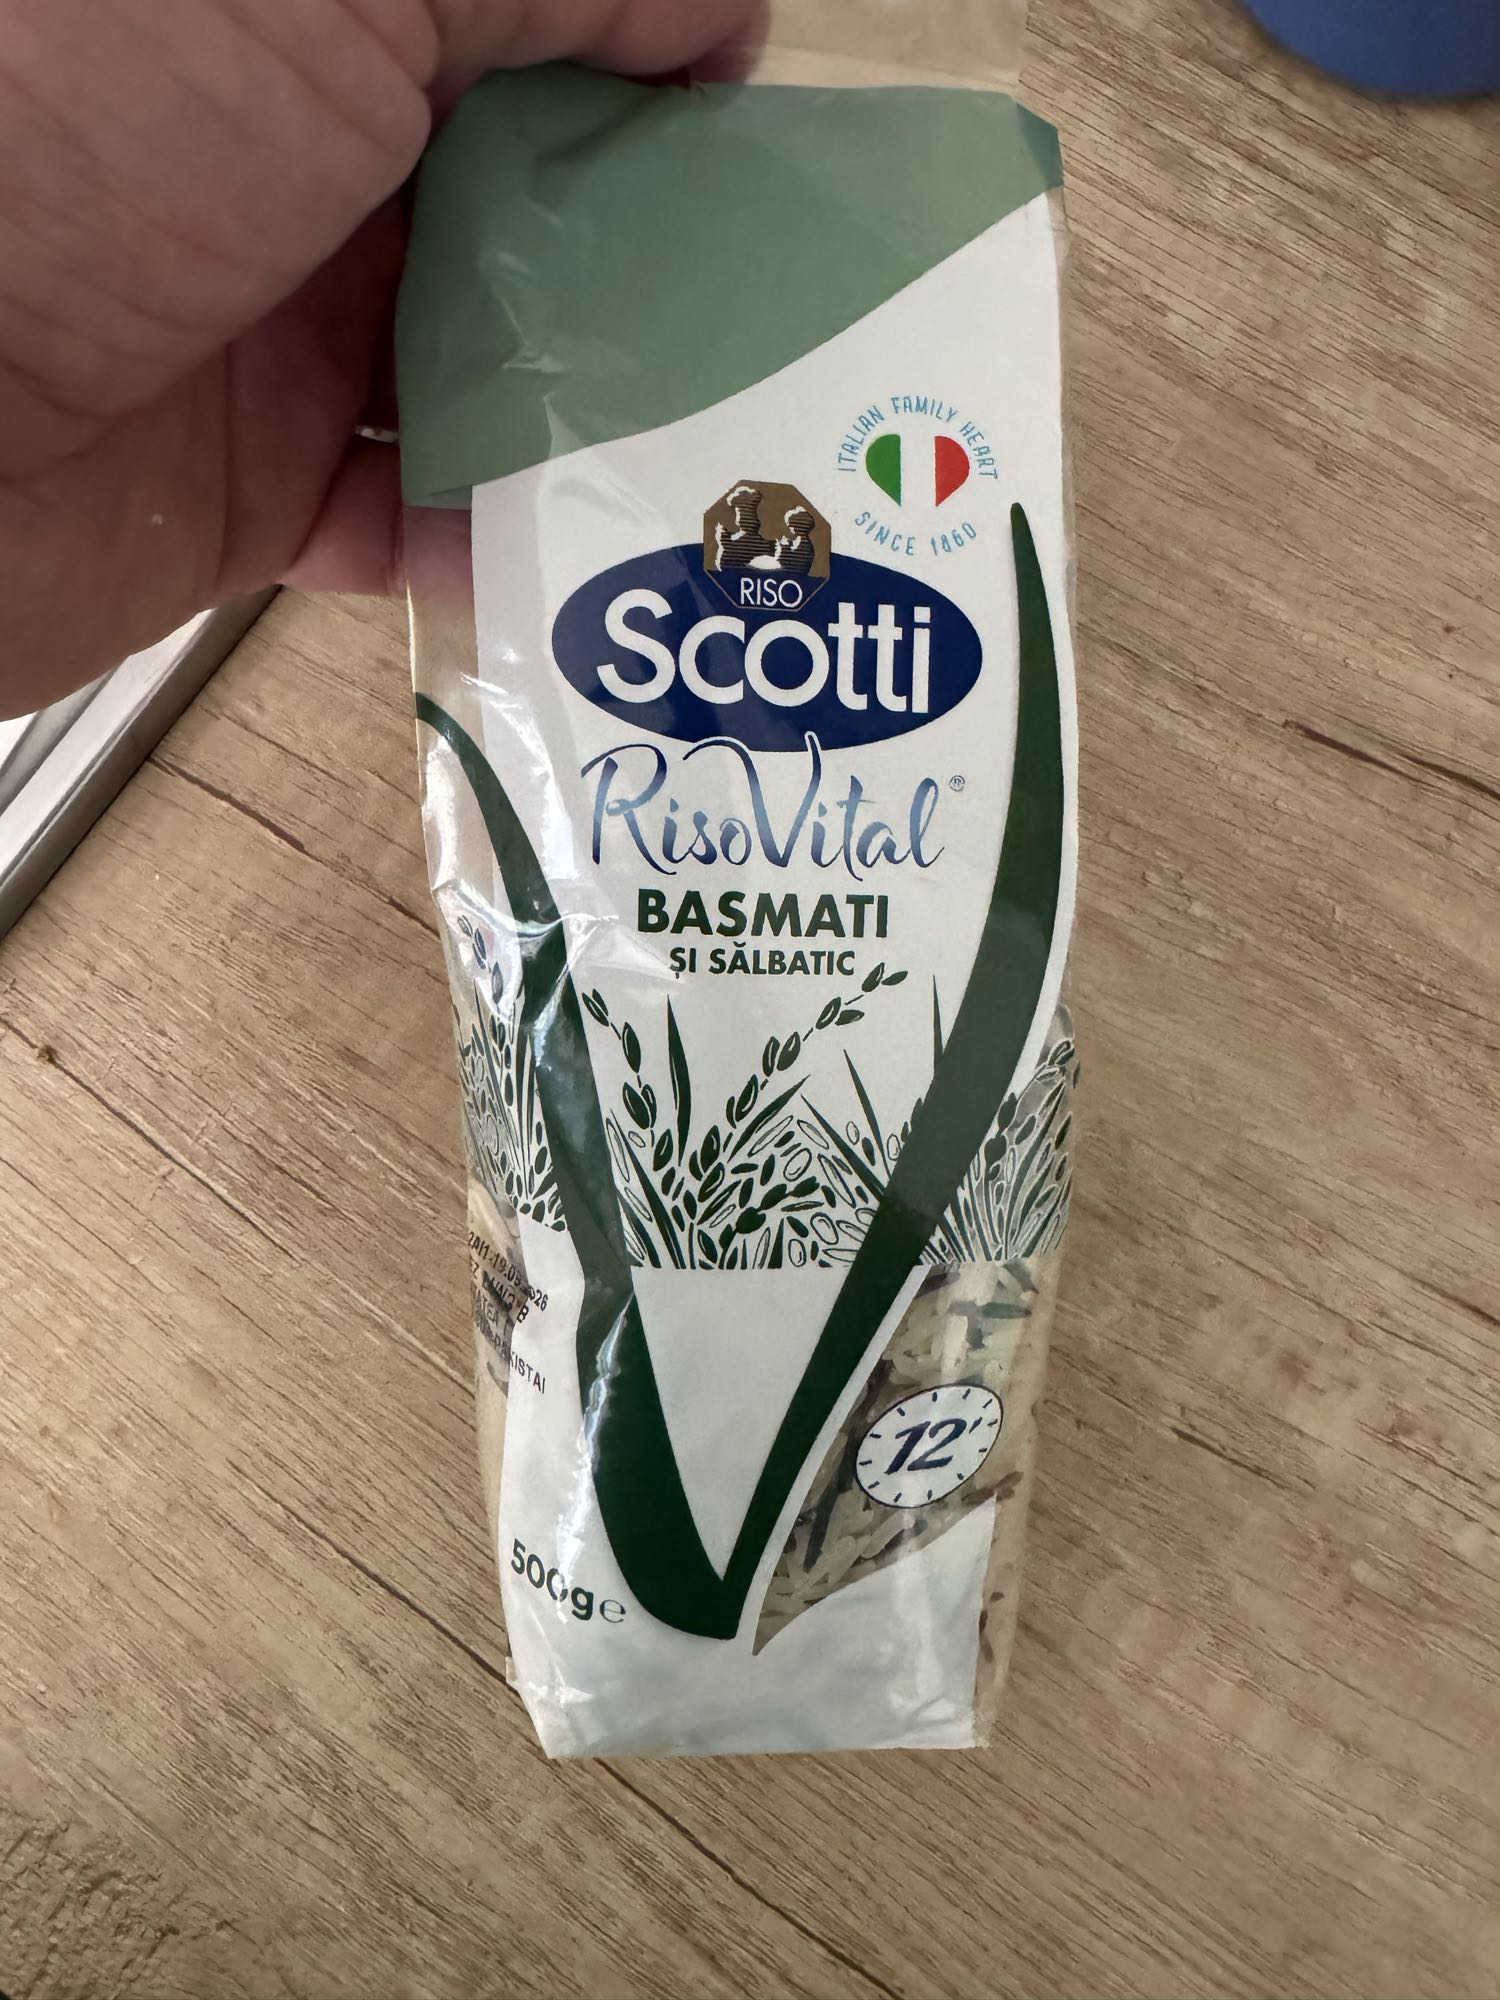 ITALIAN FAMILY HEART
SINCE 1860
RISO
Scotti
RisoVital®
BASMATI
ȘI SĂLBATIC
12'
500g e